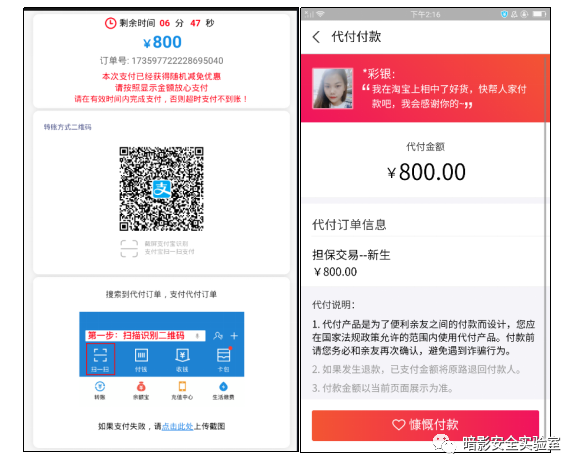 剩余时间 06 分 47 秒
¥800
订单号: 173597722228695040
本次支付已经获得随机减免优惠
请按照显示金额放心支付
请在有效时间内完成支付，否则超时支付不到账！
转账方式二维码
支
截屏支付宝识别
支付宝扫一扫支付
搜索到代付订单，支付代付订单
第一步：扫描识别二维码
扫一扫
付钱
收钱
卡包
转账
余额宝
充值中心
生活缴费
如果支付失败，请点击此处上传截图
下午2:16
代付付款
*彩银：
“我在淘宝上相中了好货，快帮人家付
款吧，我会感谢你的~”
代付金额
¥800.00
代付订单信息
担保交易--新生
¥800.00
代付说明：
1. 代付产品是为了便利亲友之间的付款而设计，您应
在国家法规政策允许的范围内使用代付产品。付款前
请您务必和亲友再次确认，避免遇到诈骗行为。
2. 如果发生退款，已支付金额将原路退回付款人。
3. 付款金额以当前页面展示为准。
慷慨付款
暗影安全实验室